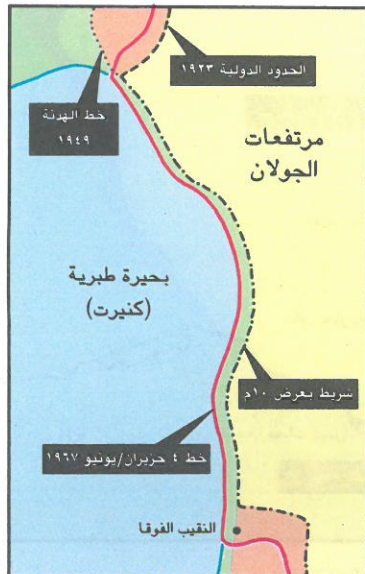 الحدود الدولية ١٩٢٣
خط الهدنة
١٩٤٩
مرتفعات
الجولان
بحيرة طبرية
(كنيرت)
شريط بعرض ١٠م
خط ٤ حزيران/يونيو ١٩٦٧
النقيب الفوقا